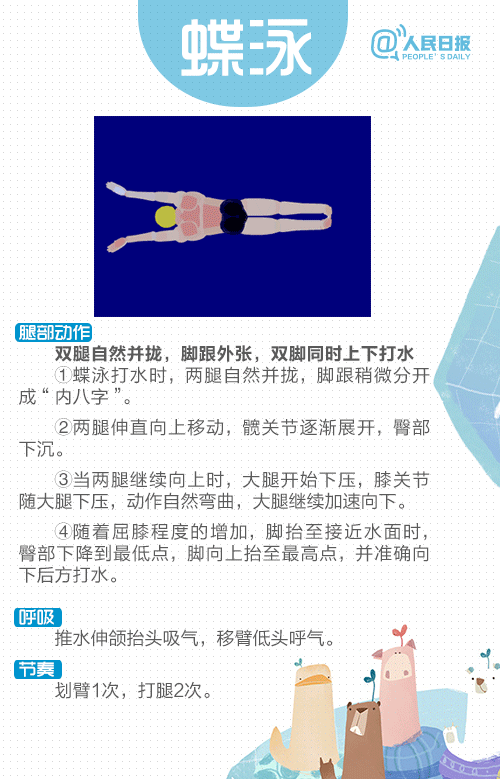 蝶泳
@人民日报
PEOPLE'S DAILY
腿部动作
双腿自然并拢，脚跟外张，双脚同时上下打水
①蝶泳打水时，两腿自然并拢，脚跟稍微分开
成“内八字”。
②两腿伸直向上移动，髋关节逐渐展开，臀部
下沉。
③当两腿继续向上时，大腿开始下压，膝关节
随大腿下压，动作自然弯曲，大腿继续加速向下。
④随着屈膝程度的增加，脚抬至接近水面时，
臀部下降到最低点，脚向上抬至最高点，并准确向
下后方打水。
呼吸
推水伸颌抬头吸气，移臂低头呼气。
节奏
划臂1次，打腿2次。